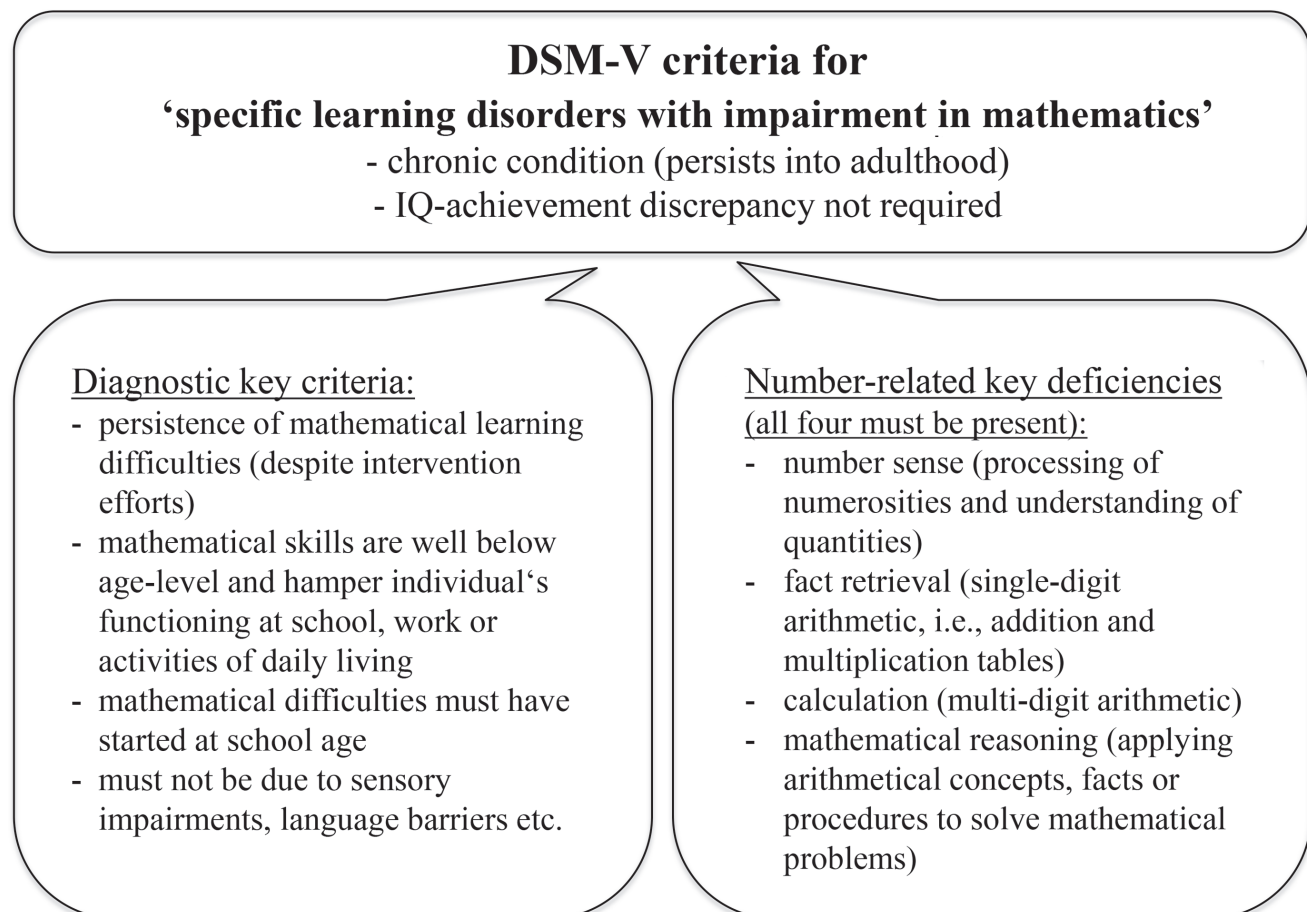 DSM-V criteria for
‘specific learning disorders with impairment in mathematics’
- chronic condition (persists into adulthood)
- IQ-achievement discrepancy not required
Diagnostic key criteria:
- persistence of mathematical learning
difficulties (despite intervention
efforts)
- mathematical skills are well below
age-level and hamper individual‘s
functioning at school, work or
activities of daily living
- mathematical difficulties must have
started at school age
- must not be due to sensory
impairments, language barriers etc.
Number-related key deficiencies
(all four must be present):
- number sense (processing of
numerosities and understanding of
quantities)
- fact retrieval (single-digit
arithmetic, i.e., addition and
multiplication tables)
- calculation (multi-digit arithmetic)
- mathematical reasoning (applying
arithmetical concepts, facts or
procedures to solve mathematical
problems)